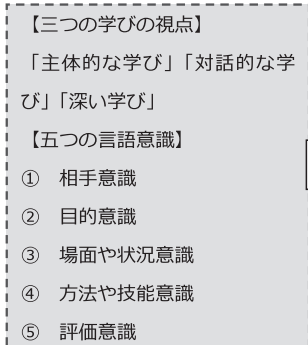 【三つの学びの視点】
「主体的な学び」「対話的な学
び」「深い学び」
【五つの言語意識】
① 相手意識
② 目的意識
③ 場面や状況意識
④ 方法や技能意識
⑤ 評価意識